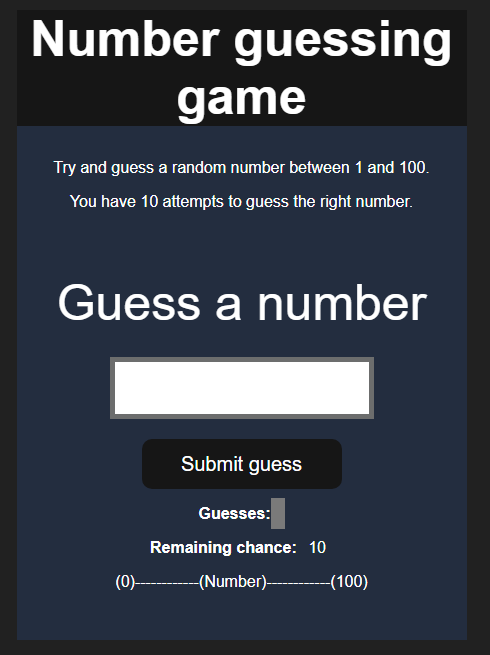 Number guessing
game
Try and guess a random number between 1 and 100.
You have 10 attempts to guess the right number.
Guess a number
Submit guess
Guesses:
Remaining chance: 10
(0)------------(Number)------------(100)